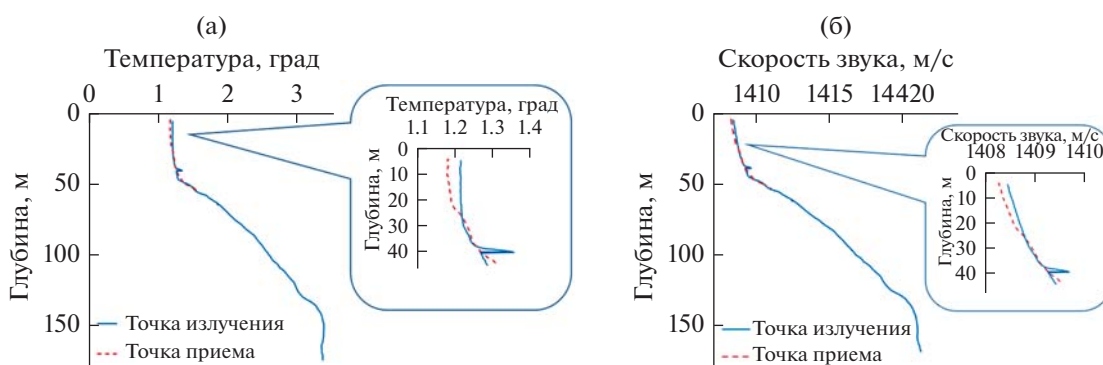 (а)
Температура, град
0 1 2 3
0
50
100
150
Глубина, м
Температура, град
1.1 1.2 1.3 1.4
0
10
20
30
40
Глубина, м
Точка излучения
Точка приема
(б)
Скорость звука, м/с
1410 1415 14420
0
50
100
150
Глубина, м
Скорость звука, м/с
1408 1409 1410
0
10
20
30
40
Глубина, м
Точка излучения
Точка приема